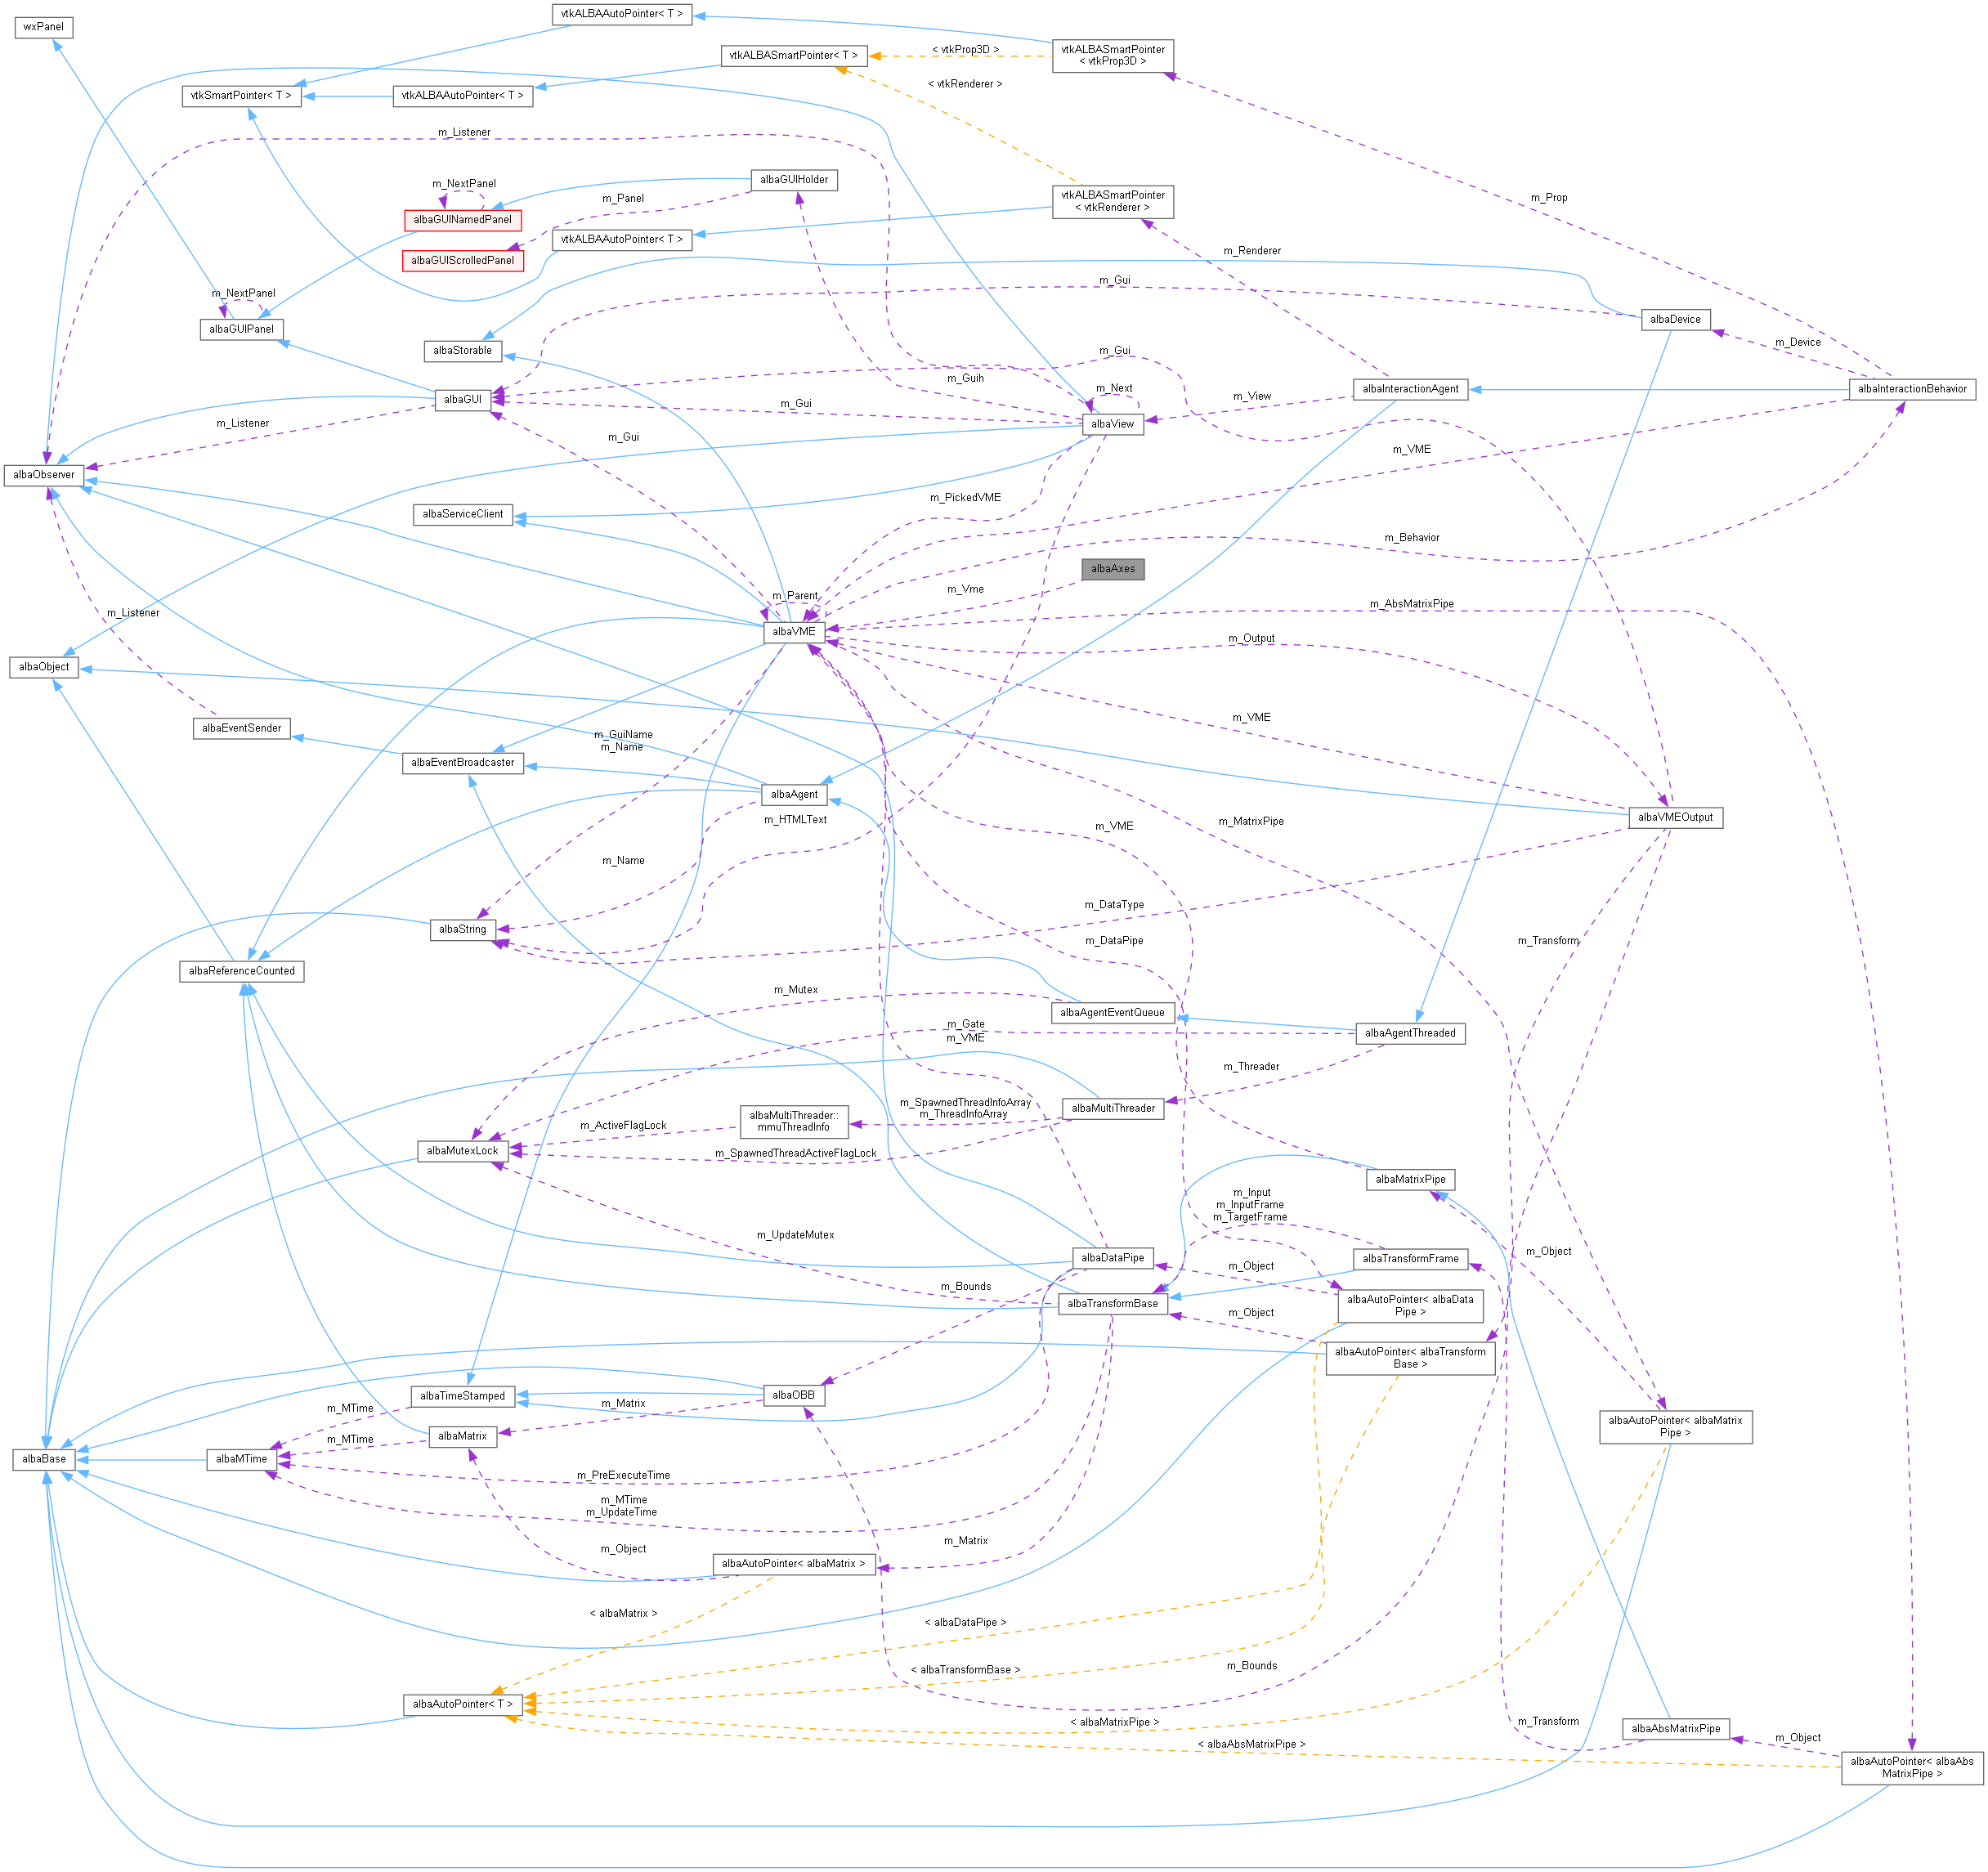 vtkALBAAutoPointer< T >
wxPanel
vtkALBASmartPointer< T >
< vtkProp3D >
vtkALBASmartPointer
< vtkProp3D >
< vtkRenderer >
vtkSmartPointer< T >
vtkALBAAutoPointer< T >
m_Listener
albaGUIHolder
m_NextPanel
m_Panel
vtkALBASmartPointer
< vtkRenderer >
m_Prop
albaGUINamedPanel
vtkALBAAutoPointer< T >
albaGUIScrolledPanel
m_Renderer
m_Gui
m_NextPanel
albaGUIPanel
albaDevice
m_Device
albaStorable
m_Gui
m_Guih
m_Next
albaInteractionAgent
albaInteractionBehavior
albaGUI
m_Gui
m_View
m_Listener
albaView
m_Gui
m_VME
albaObserver
m_PickedVME
albaServiceClient
m_Behavior
albaAxes
m_Vme
m_Parent
m_AbsMatrixPipe
m_Listener
albaVME
m_Output
albaObject
m_VME
albaEventSender
m_GuiName
m_Name
albaEventBroadcaster
albaAgent
m_HTMLText
m_VME
m_MatrixPipe
albaVMEOutput
m_Name
m_DataType
albaString
m_DataPipe
m_Transform
albaReferenceCounted
m_Mutex
albaAgentEventQueue
m_Gate
m_VME
albaAgentThreaded
m_Threader
m_SpawnedThreadInfoArray
m_ThreadInfoArray
albaMultiThreader
albaMultiThreader::
mmuThreadInfo
m_ActiveFlagLock
albaMutexLock
m_SpawnedThreadActiveFlagLock
albaMatrixPipe
m_Input
m_InputFrame
m_TargetFrame
m_UpdateMutex
albaDataPipe
albaTransformFrame
m_Object
m_Object
m_Bounds
albaTransformBase
albaAutoPointer< albaData
Pipe >
m_Object
albaAutoPointer< albaTransform
Base >
albaTimeStamped
albaOBB
m_MTime
m_Matrix
albaAutoPointer< albaMatrix
Pipe >
albaMatrix
m_MTime
albaBase
albaMTime
m_PreExecuteTime
m_MTime
m_UpdateTime
m_Matrix
m_Object
albaAutoPointer< albaMatrix >
< albaMatrix >
< albaDataPipe >
< albaTransformBase >
m_Bounds
albaAutoPointer< T >
< albaMatrixPipe >
m_Transform
albaAbsMatrixPipe
< albaAbsMatrixPipe >
m_Object
albaAutoPointer< albaAbs
MatrixPipe >